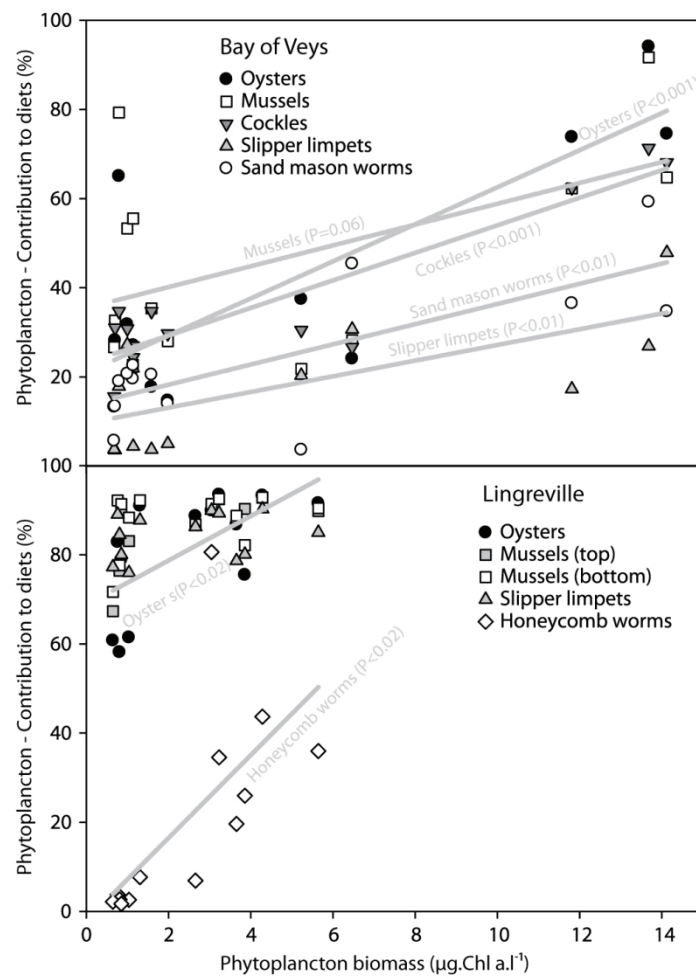 100
80
60
40
20
100
80
60
40
20
0
Phytoplancton - Contribution to diets (%)
Phytoplancton - Contribution to diets (%)
Bay of Veys
Oysters
Mussels
Cockles
Slipper limpets
Sand mason worms
Oysters (P<0.001)
Mussels (P=0.06)
Cockles (P<0.001)
Sand mason worms (P<0.01)
Slipper limpets (P<0.01)
Lingreville
Oysters
Mussels (top)
Mussels (bottom)
Slipper limpets
Honeycomb worms
Oyster s(P<0.02)
Honeycomb worms (P<0.02)
0 2 4 6 8 10 12 14
Phytoplancton biomass (µg.Chl a.l⁻¹)